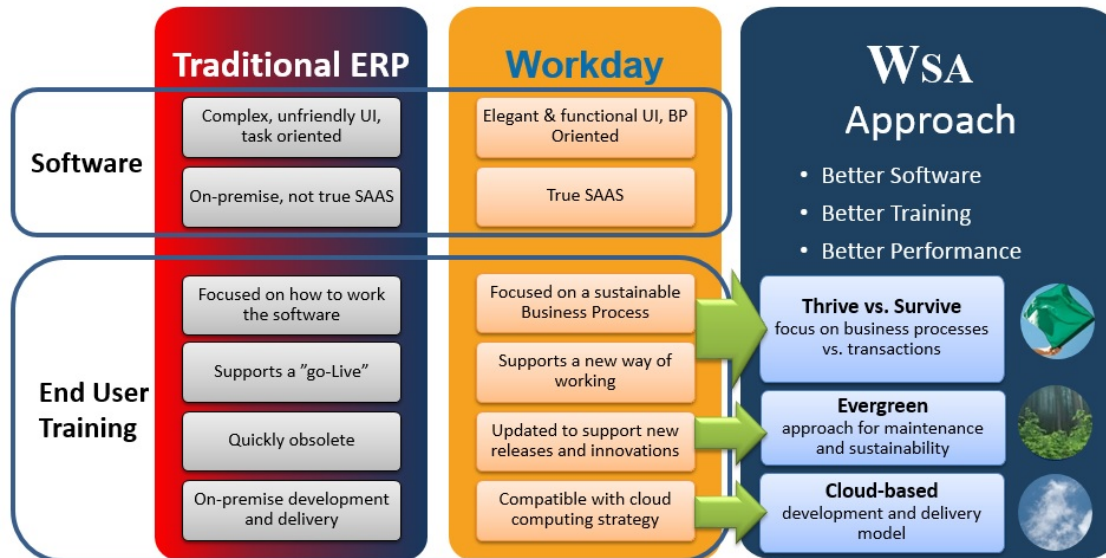 Traditional ERP
Workday
WSA
Approach
Software
Complex, unfriendly UI,
task oriented
Elegant & functional UI, BP
Oriented
On-premise, not true SAAS
True SAAS
• Better Software
• Better Training
• Better Performance
End User
Training
Focused on how to work
the software
Focused on a sustainable
Business Process
Supports a ”go-Live”
Supports a new way of
working
Quickly obsolete
Updated to support new
releases and innovations
On-premise development
and delivery
Compatible with cloud
computing strategy
Thrive vs. Survive
focus on business processes
vs. transactions
Evergreen
approach for maintenance
and sustainability
Cloud-based
development and delivery
model